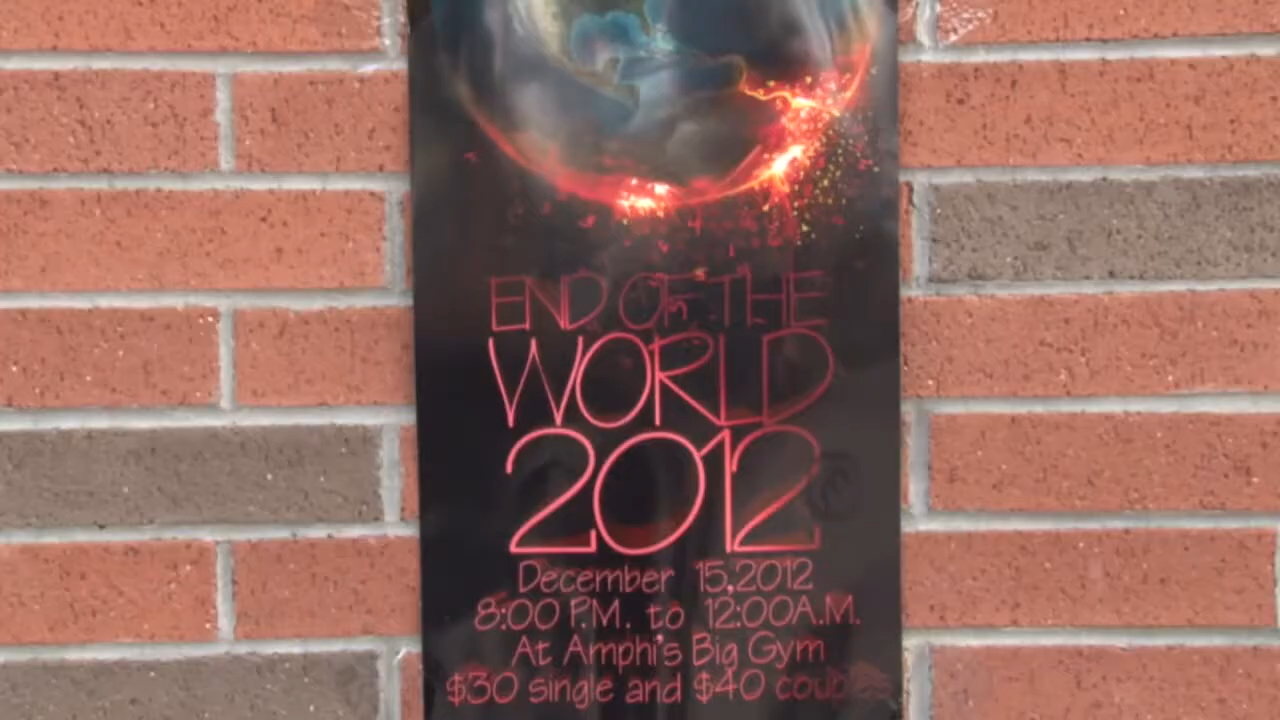 END OF THE
WORLD
2012
December 15,2012
8:00 P.M. to 12:00A.M.
At Amphi's Big Gym
$30 single and $40